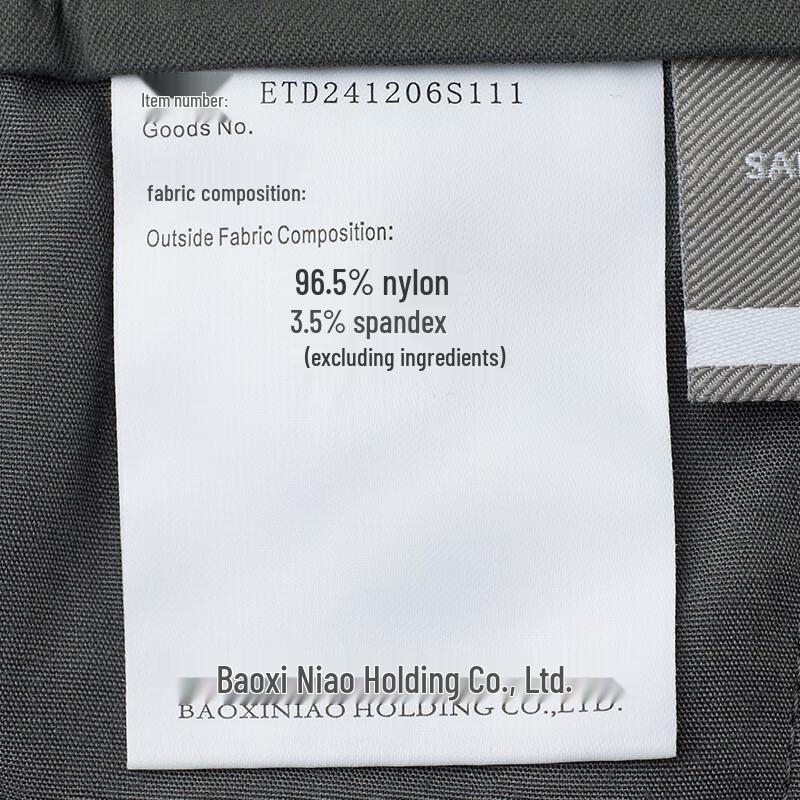 Item number: ETD241206S111
Goods No.
fabric composition:
Outside Fabric Composition:
96.5% nylon
3.5% spandex
(excluding ingredients)
Baoxi Niao Holding Co., Ltd.
BAOXINIAO HOLDING CO.,LTD.